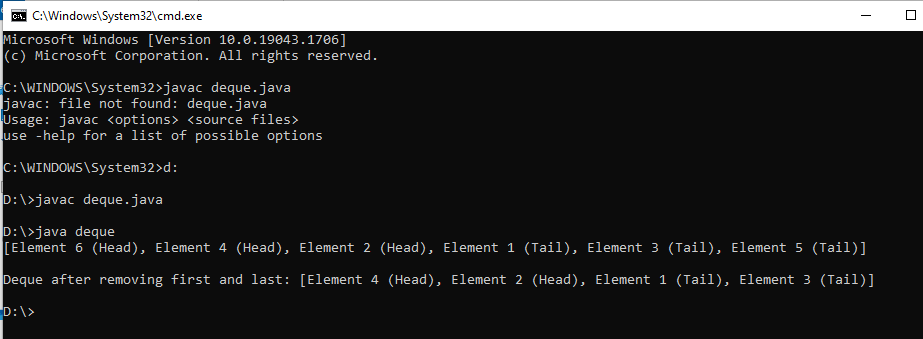 C:\Windows\System32\cmd.exe
Microsoft Windows [Version 10.0.19043.1706]
(c) Microsoft Corporation. All rights reserved.
C:\WINDOWS\System32>javac deque.java
javac: file not found: deque.java
Usage: javac <options> <source files>
use -help for a list of possible options
C:\WINDOWS\System32>d:
D:\>javac deque.java
D:\>java deque
[Element 6 (Head), Element 4 (Head), Element 2 (Head), Element 1 (Tail), Element 3 (Tail), Element 5 (Tail)]
Deque after removing first and last: [Element 4 (Head), Element 2 (Head), Element 1 (Tail), Element 3 (Tail)]
D:\>